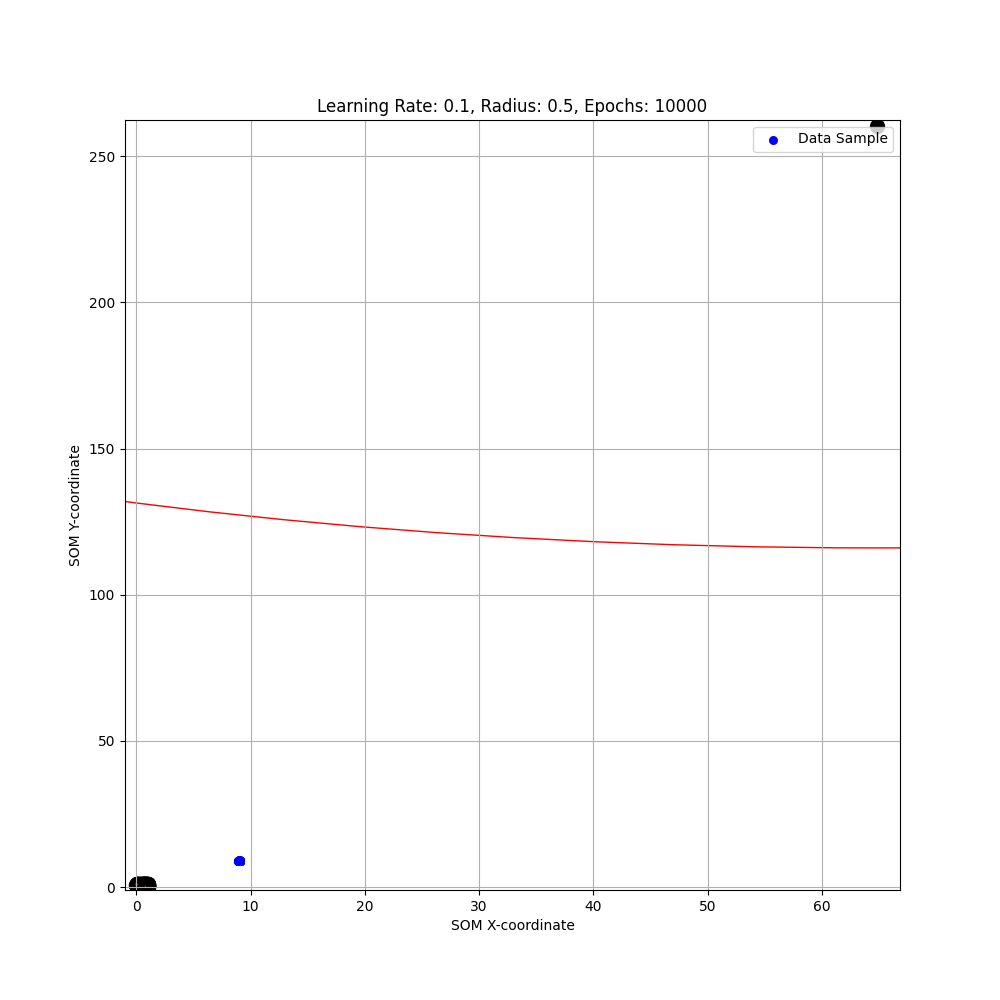 Learning Rate: 0.1, Radius: 0.5, Epochs: 10000
Data Sample
250
200
150
100
50
0
SOM Y-coordinate
0 10 20 30 40 50 60
SOM X-coordinate